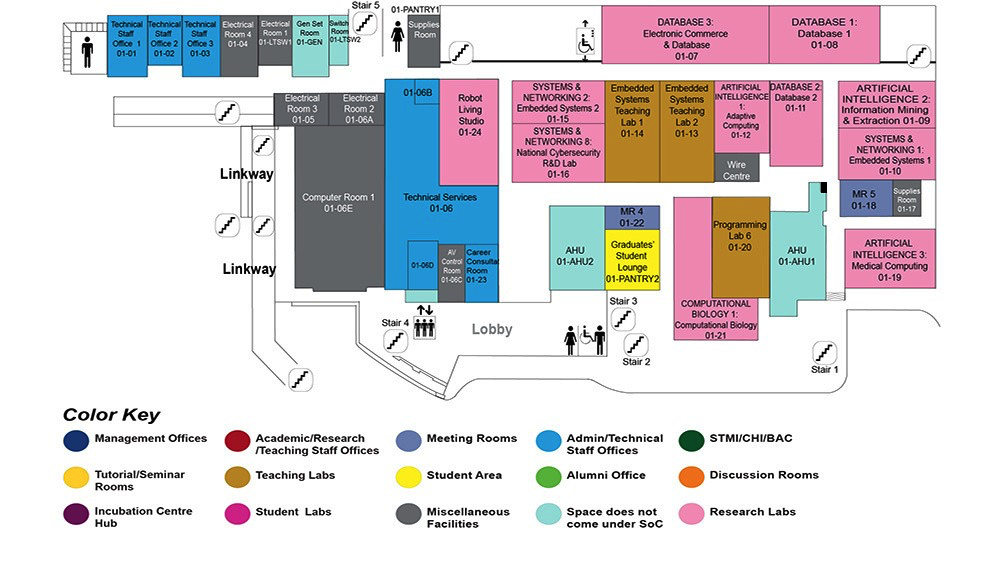 Stair 5
01-PANTRY1
Technical
Staff
Office 1
01-01
Technical
Staff
Office 2
01-02
Technical
Staff
Office 3
01-03
Electrical
Room 4
01-04
Electrical
Room 1
01-LTSW1
Gen Set
Room
01-GEN
Switch
Room
01-LTSW2
Supplies
Room
DATABASE 3:
Electronic Commerce
& Database
01-07
DATABASE 1:
Database 1
01-08
Electrical
Room 3
01-05
Electrical
Room 2
01-06A
01-06B
Robot
Living
Studio
01-24
SYSTEMS &
NETWORKING 2:
Embedded Systems 2
01-15
SYSTEMS &
NETWORKING 8:
National Cybersecurity
R&D Lab
01-16
Embedded
Systems
Teaching
Lab 1
01-14
Embedded
Systems
Teaching
Lab 2
01-13
ARTIFICIAL
INTELLIGENCE
1:
Adaptive
Computing
01-12
DATABASE 2:
Database 2
01-11
ARTIFICIAL
INTELLIGENCE 2:
Information Mining
& Extraction 01-09
SYSTEMS &
NETWORKING 1:
Embedded Systems 1
01-10
Wire
Centre
Linkway
Computer Room 1
01-06E
Technical Services
01-06
MR 5
01-18
Supplies
Room
01-17
MR 4
01-22
Programming
Lab 6
01-20
AHU
01-AHU2
Graduates'
Student
Lounge
01-PANTRY2
AHU
01-AHU1
ARTIFICIAL
INTELLIGENCE 3:
Medical Computing
01-19
Linkway
01-06D
AV
Control
Room
01-06C
Career
Consultat
Room
01-23
COMPUTATIONAL
BIOLOGY 1:
Computational Biology
01-21
Stair 4
Lobby
Stair 3
Stair 2
Stair 1
Color Key
Management Offices
Academic/Research
/Teaching Staff Offices
Meeting Rooms
Admin/Technical
Staff Offices
STMI/CHI/BAC
Tutorial/Seminar
Rooms
Teaching Labs
Student Area
Alumni Office
Discussion Rooms
Incubation Centre
Hub
Student Labs
Miscellaneous
Facilities
Space does not
come under SoC
Research Labs